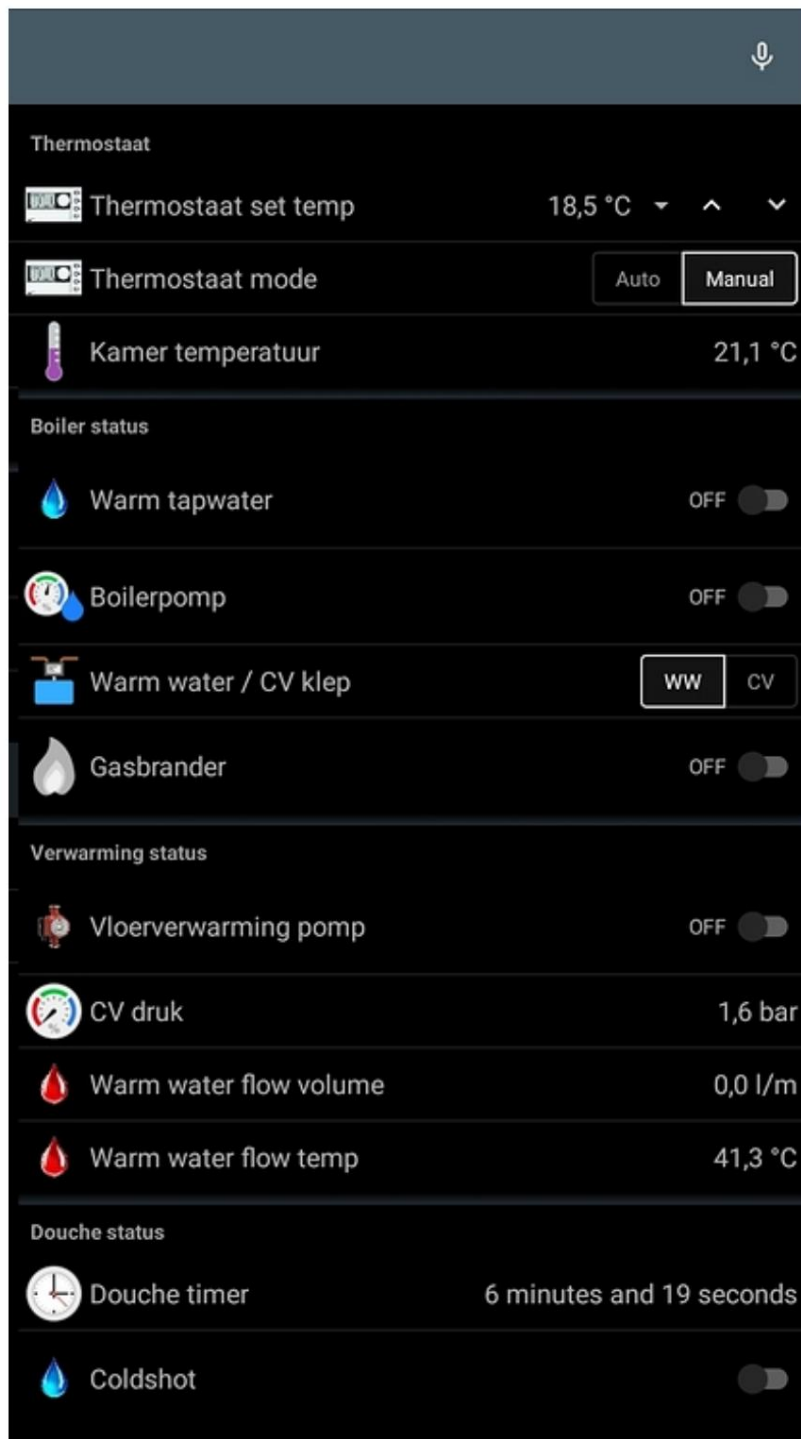 Thermostaat
Thermostaat set temp 18,5 °C
Thermostaat mode Auto Manual
Kamer temperatuur 21,1 °C
Boiler status
Warm tapwater OFF
Boilerpomp OFF
Warm water / CV klep WW CV
Gasbrander OFF
Verwarming status
Vloerverwarming pomp OFF
CV druk 1,6 bar
Warm water flow volume 0,0 l/m
Warm water flow temp 41,3 °C
Douche status
Douche timer 6 minutes and 19 seconds
Coldshot